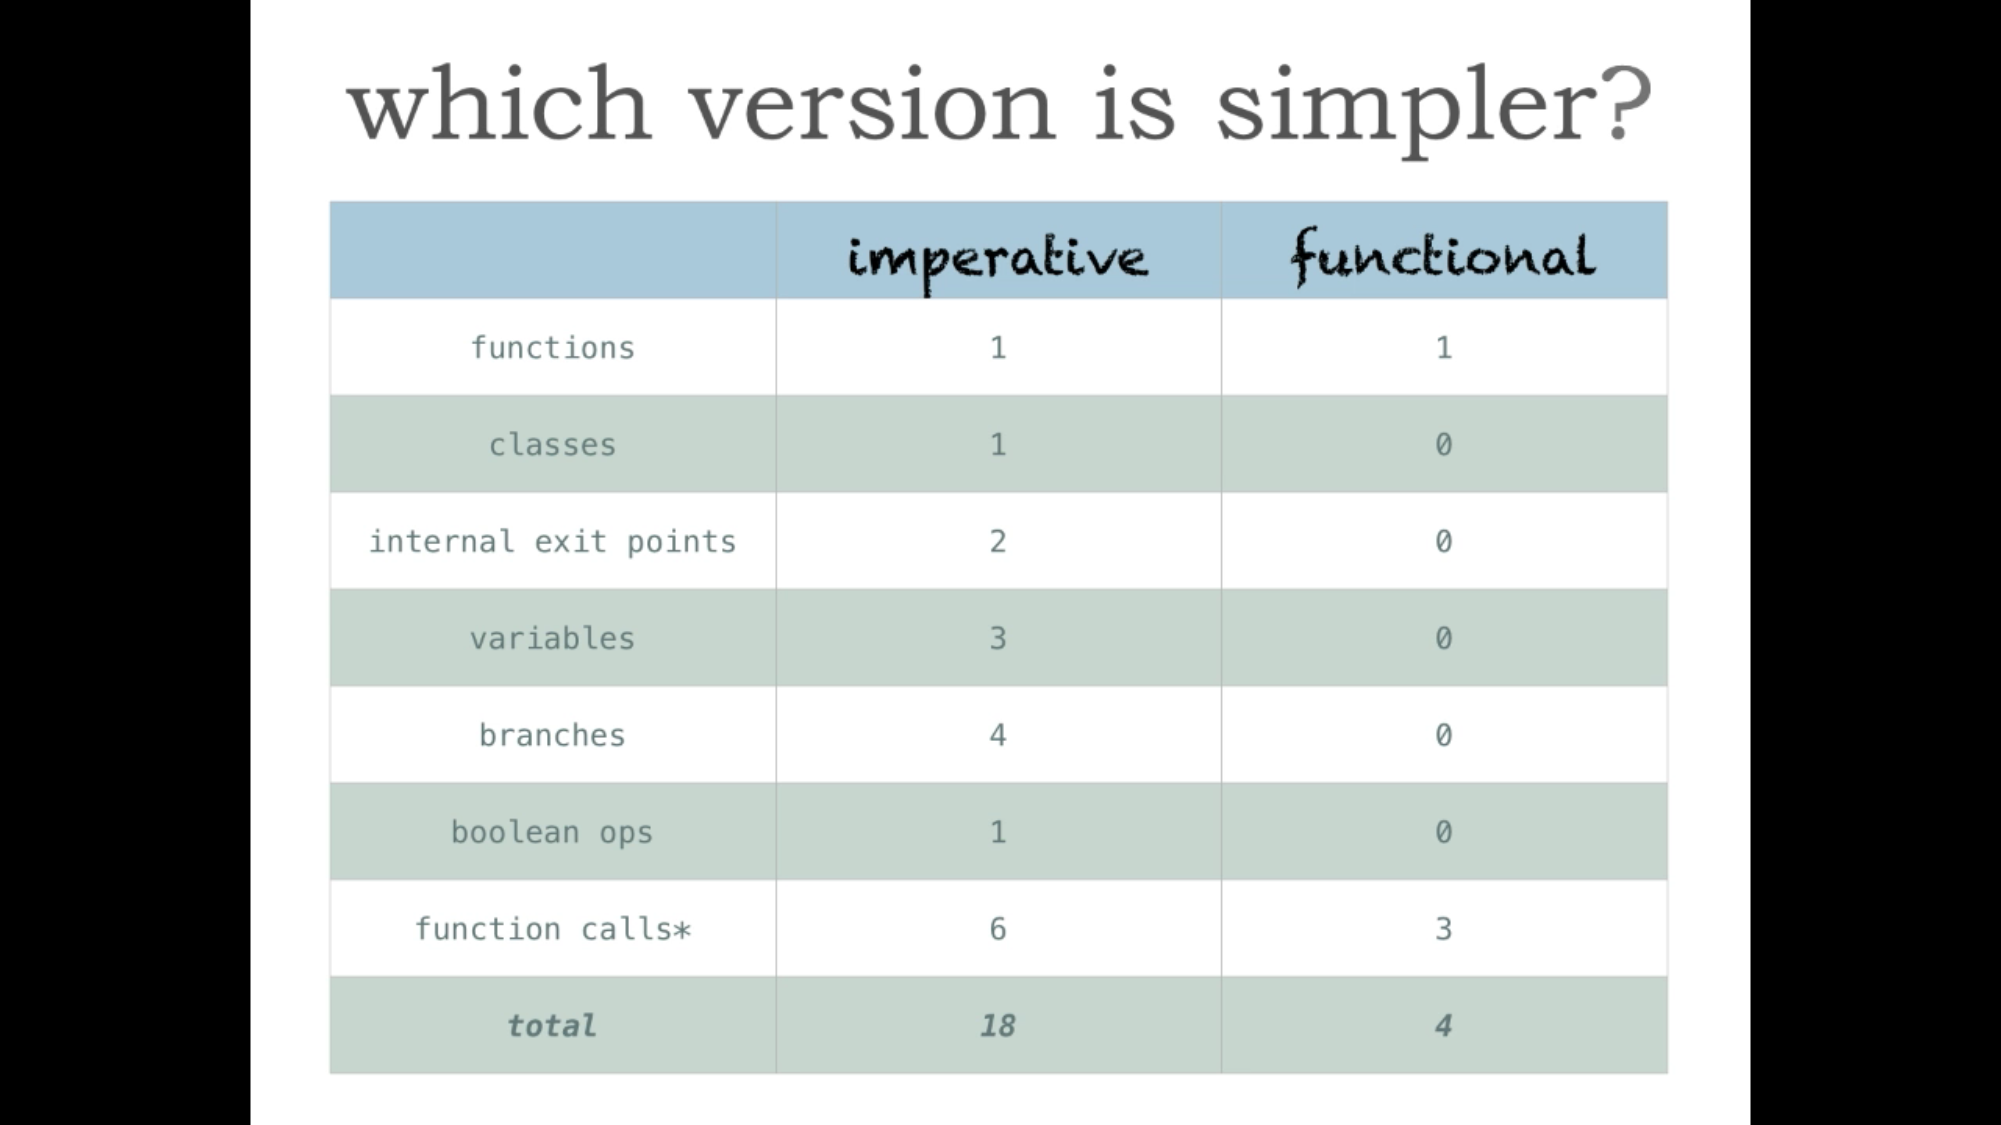 which version is simpler?
imperative functional
functions 1 1
classes 1 0
internal exit points 2 0
variables 3 0
branches 4 0
boolean ops 1 0
function calls* 6 3
total 18 4